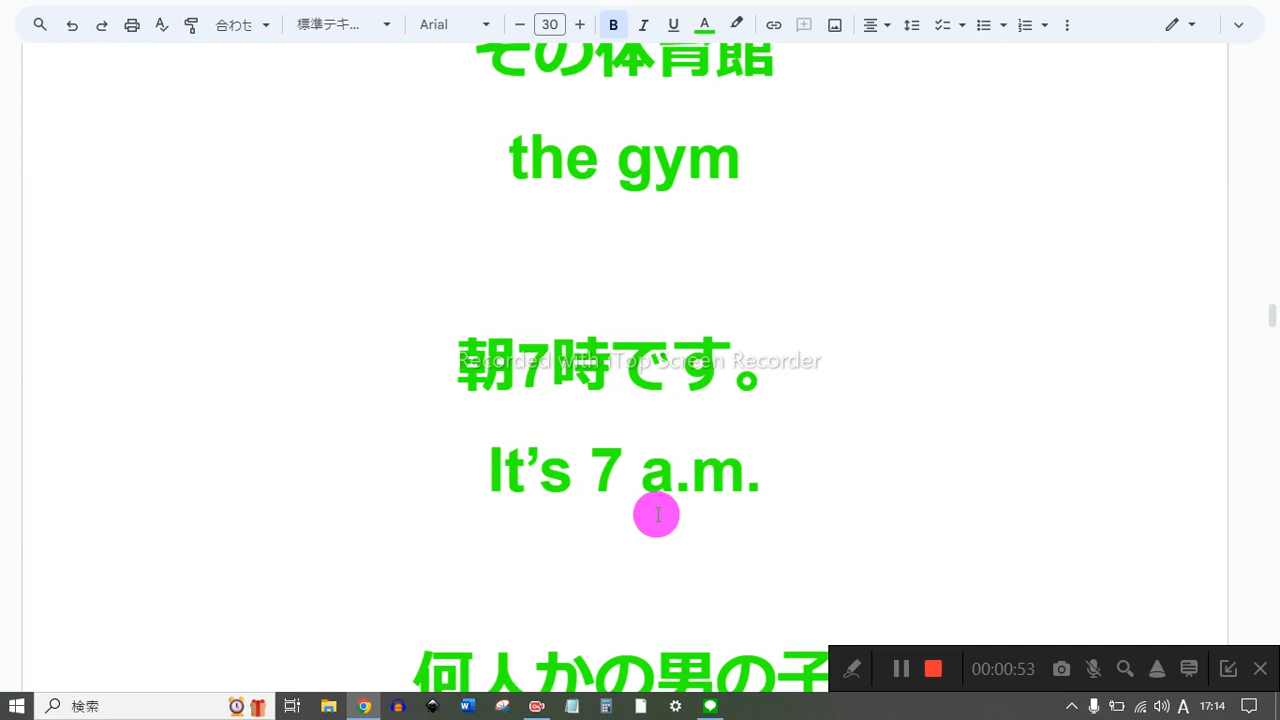 合わせ 標準テキ... Arial 30 B I U A
その体育館
the gym
朝7時です。
Recorded with iTop Screen Recorder
It's 7 a.m.
何人かの男の子
00:00:53
検索 A 17:14